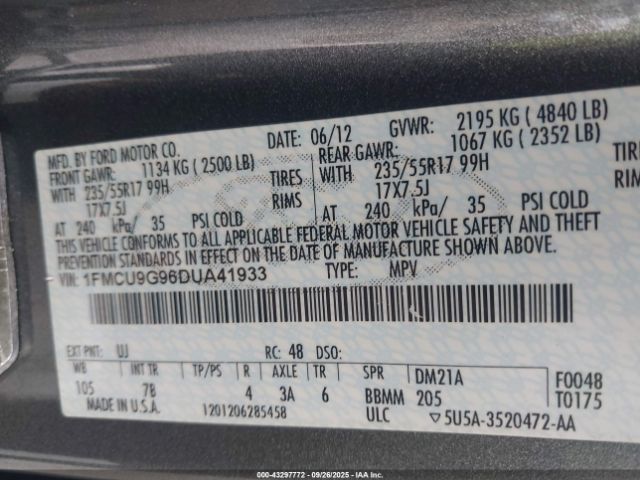 MFD. BY FORD MOTOR CO.
DATE: 06/12 GVWR: 2195 KG ( 4840 LB)
FRONT GAWR: 1134 KG ( 2500 LB) REAR GAWR: 1067 KG ( 2352 LB)
WITH 235/55R17 99H TIRES WITH 235/55R17 99H TIRE
17X7.5J RIMS 17X7.5J RIM
AT 240 kPa/ 35 PSI COLD AT 240 kPa/ 35 PSI COLD
THIS VEHICLE CONFORMS TO ALL APPLICABLE FEDERAL MOTOR VEHICLE SAFETY AND THEFT
PREVENTION STANDARDS IN EFFECT ON THE DATE OF MANUFACTURE SHOWN ABOVE.
VIN: 1FMCU9G96DUA41933 TYPE: MPV
EXT PNT: UJ RC: 48 DSO:
WB INT TR TP/PS R AXLE TR SPR DM21A F0048
105 7B 4 3A 6 BBMM 205 T0175
MADE IN U.S.A. 1201206285458 ULC ▽5U5A-3520472-AA
000-43297772 - 09/26/2025 - IAAI.CA